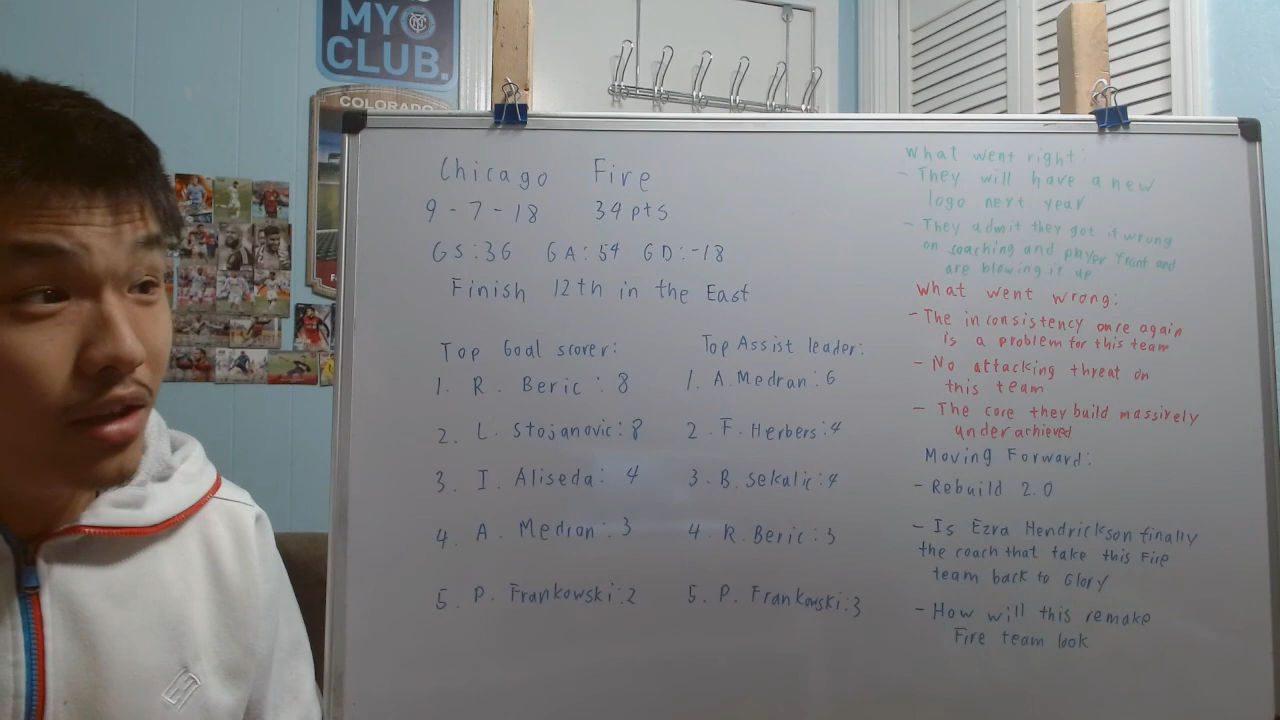 MY
CLUB.
COLORADO
Chicago Fire
9-7-18 34pts
GS:36 GA:54 GD:-18
Finish 12th in the East
Top Goal scorer:
1. R. Beric: 8
2. L. Stojanovic:8
3. I. Aliseda: 4
4. A. Medran:3
5. P. Frankowski:2
Top Assist leader:
1. A.Medran:6
2. F. Herbers:4
3. B. Sekulic:4
4. R. Beric:3
5. P. Frankowski:3
What went right:
- They will have a new
logo next year
- They admit they got it wrong
on coaching and player front and
are blowing it up
What went wrong:
- The inconsistency once again
is a problem for this team
- No attacking threat on
this team
- The core they build massively
underachieved
Moving Forward:
- Rebuild 2.0
- Is Ezra Hendrickson finally
the coach that take this Fire
team back to Glory
- How will this remake
Fire team look